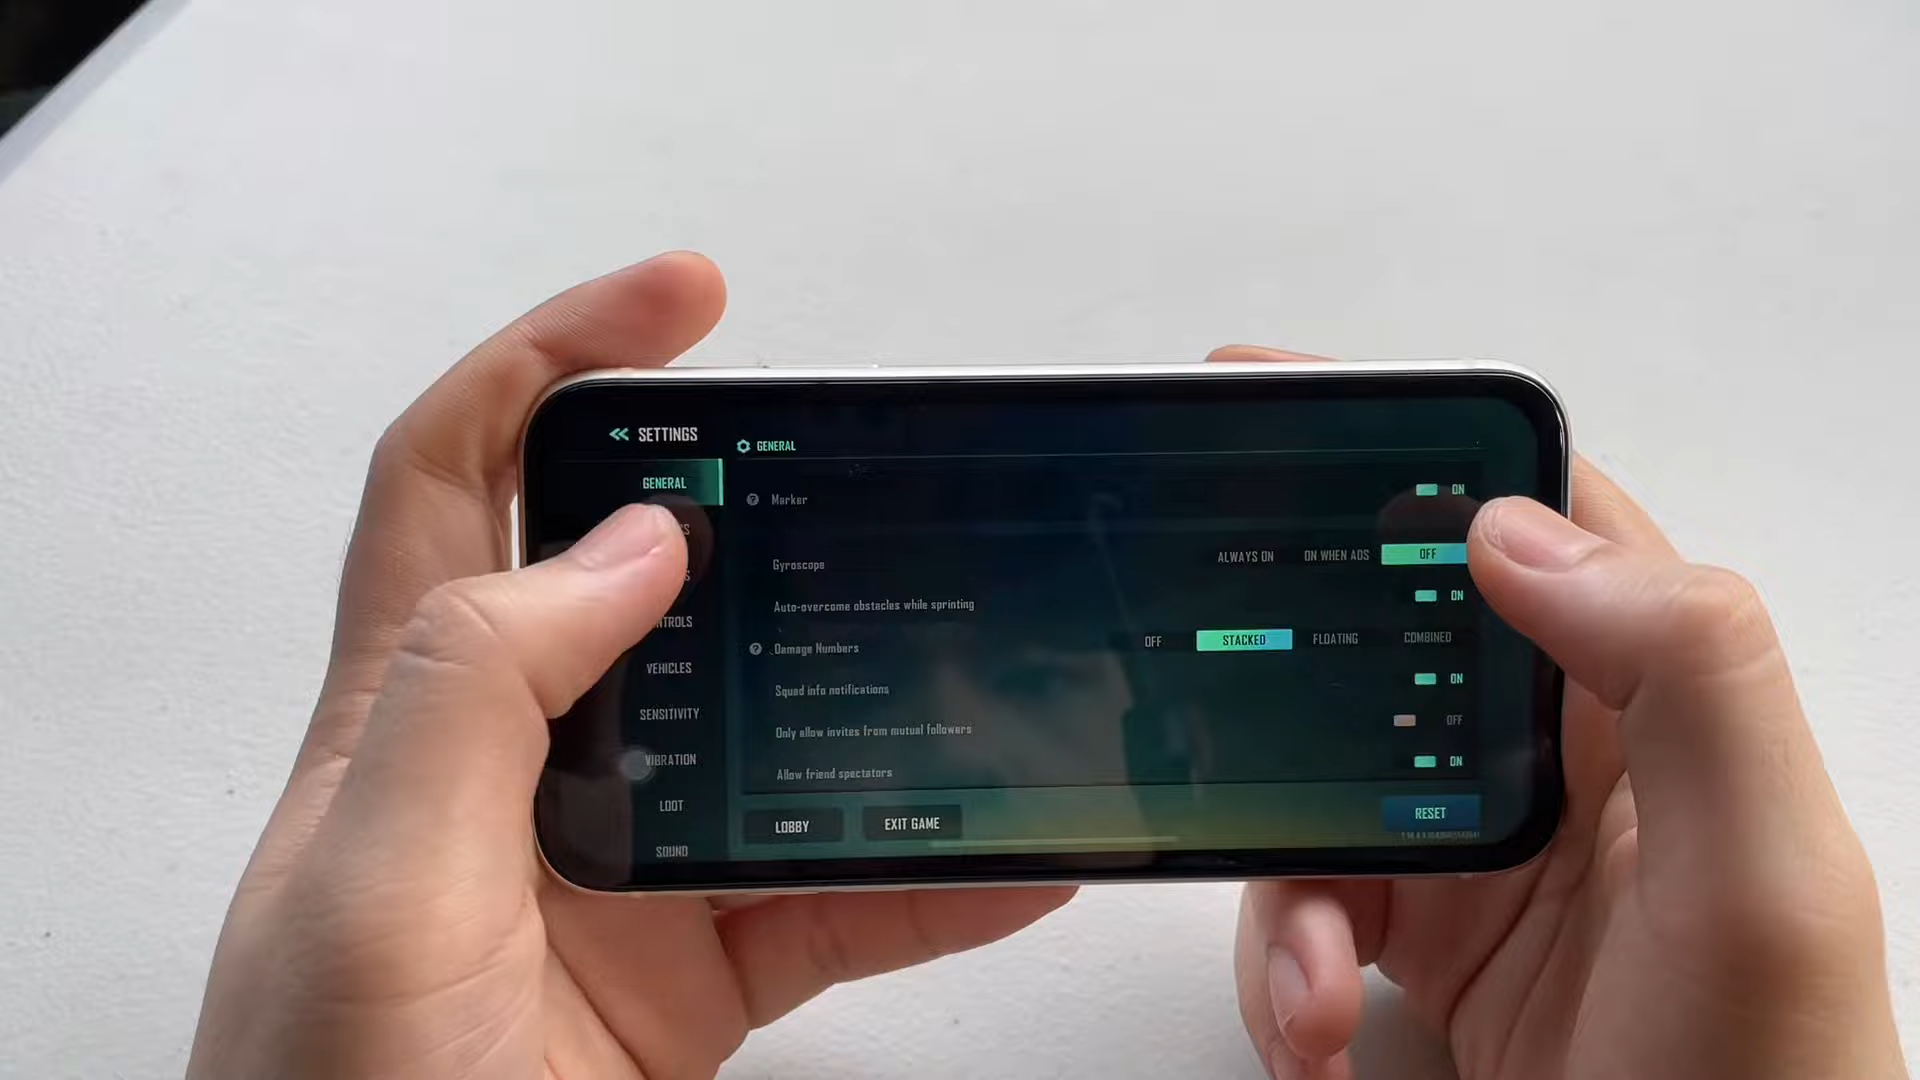 SETTINGS
GENERAL
VEHICLES
SENSITIVITY
VIBRATION
LOOT
SOUND
GENERAL
Marker ON
Gyroscope ALWAYS ON ON WHEN ADS OFF
Auto-overcome obstacles while sprinting ON
Damage Numbers OFF STACKED FLOATING COMBINED
Squad info notifications ON
Only allow invites from mutual followers OFF
Allow friend spectators ON
LOBBY EXIT GAME RESET